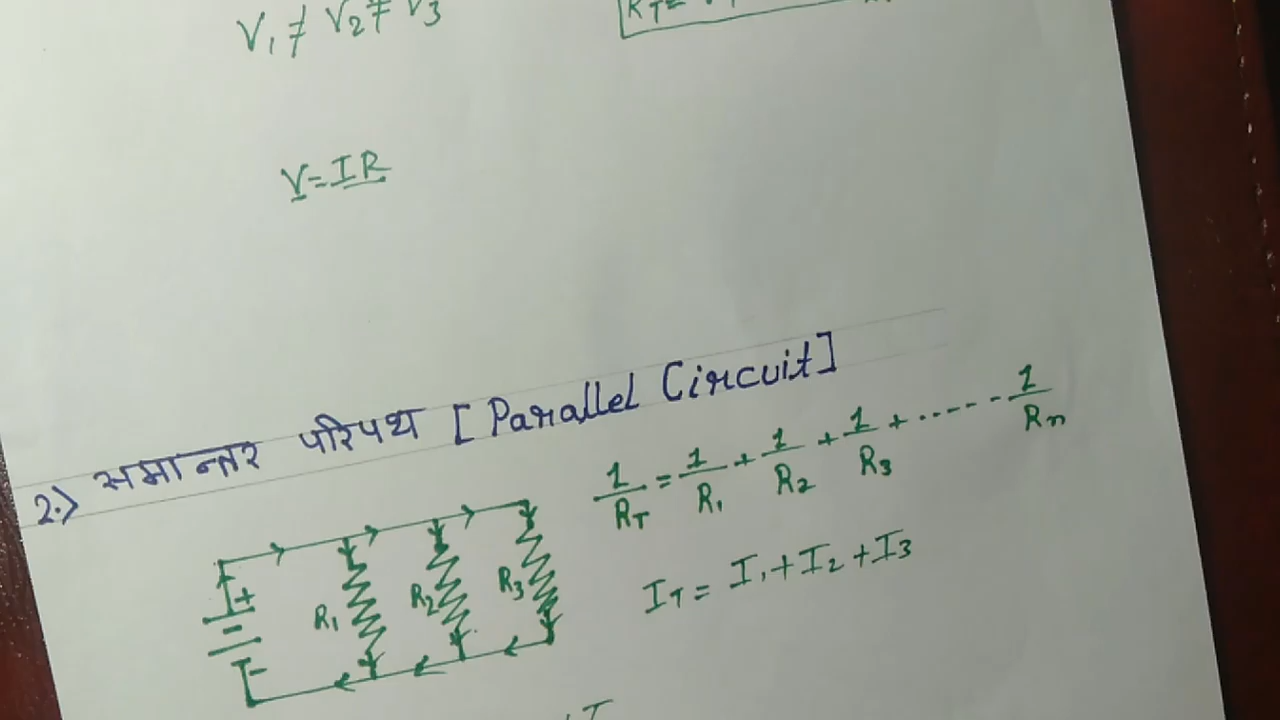 V₁ ≠ V₂ ≠ V₃
V=IR
2.) समान्तर परिपथ [Parallel Circuit]
1/R_T = 1/R₁ + 1/R₂ + 1/R₃ + ...... 1/Rn
I_T = I₁ + I₂ + I₃
+
-
R₁ R₂ R₃